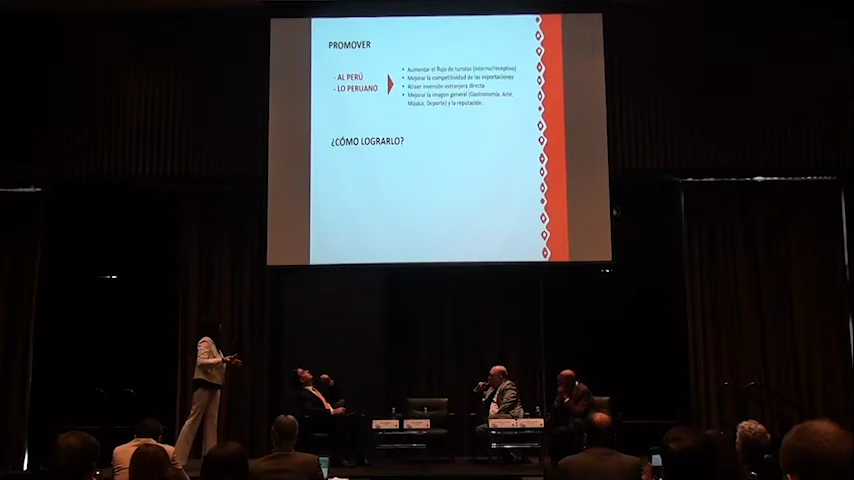 PROMOVER
- AL PERÚ
- LO PERUANO
• Aumentar el flujo de turistas (interno/receptivo)
• Mejorar la competitividad de las exportaciones
• Atraer inversión extranjera directa
• Mejorar la imagen general (Gastronomía, Arte,
Música, Deporte) y la reputación.
¿CÓMO LOGRARLO?